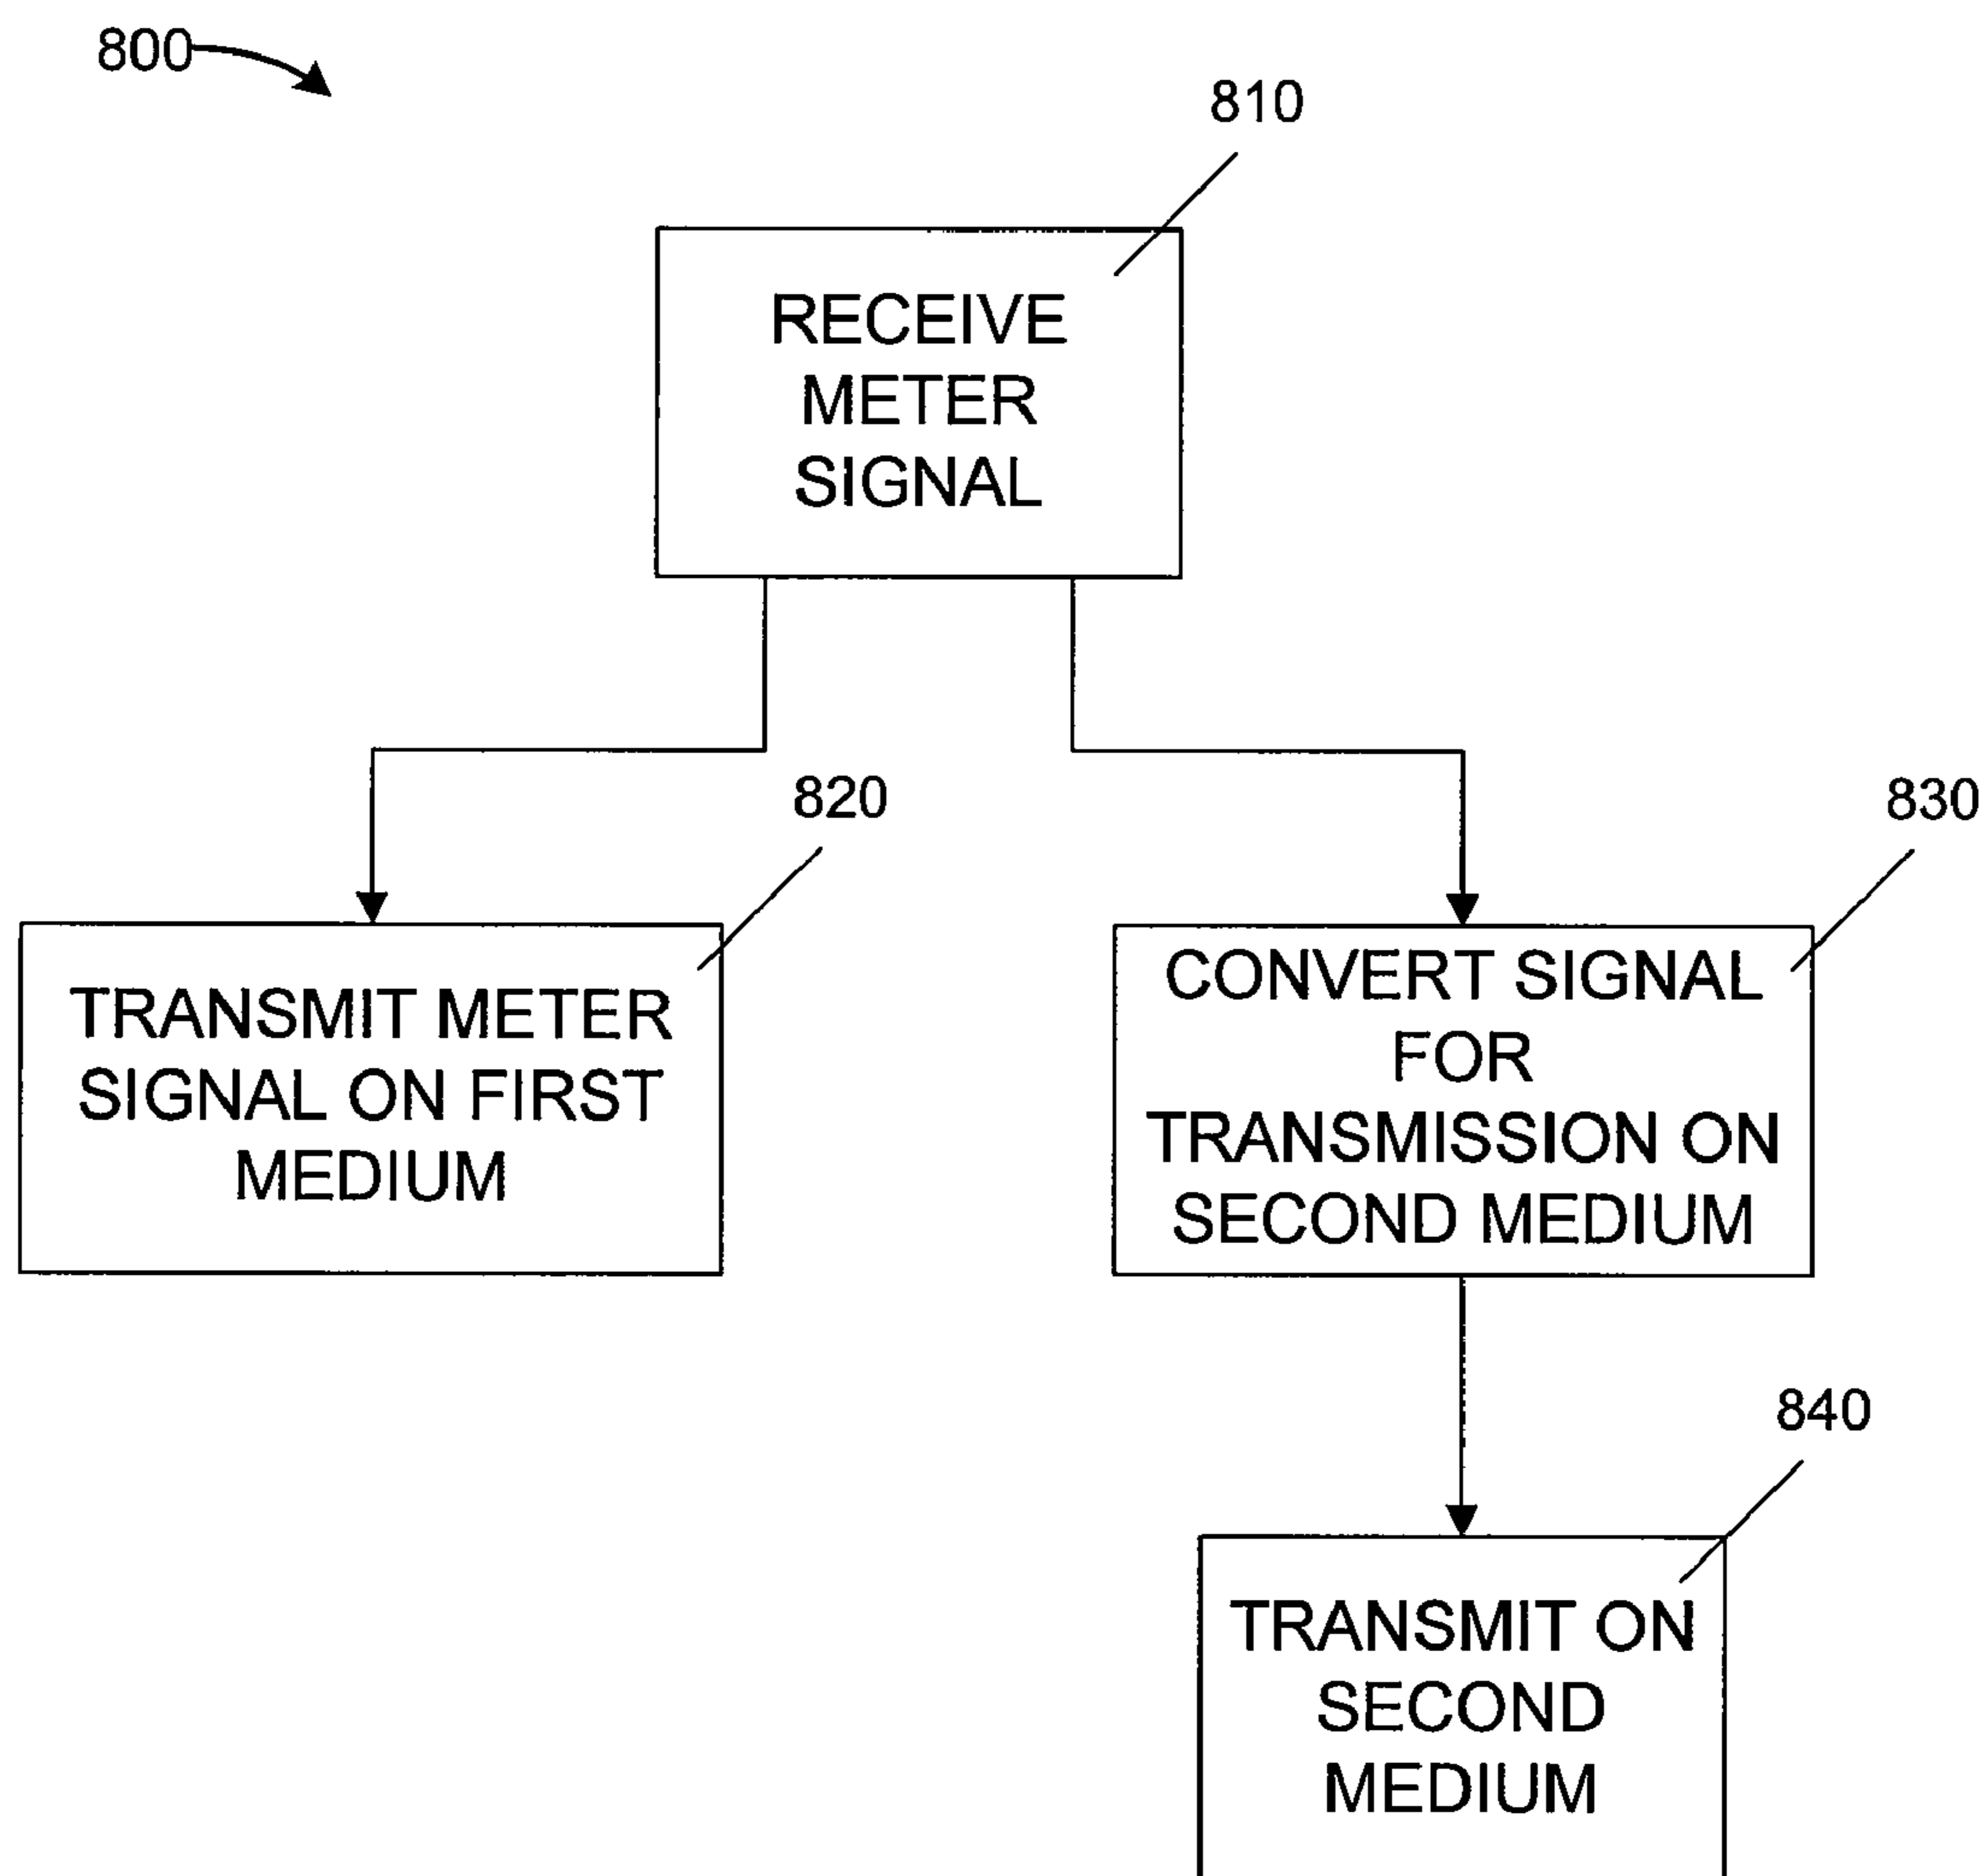 800
810
RECEIVE
METER
SIGNAL
820
830
TRANSMIT METER
SIGNAL ON FIRST
MEDIUM
CONVERT SIGNAL
FOR
TRANSMISSION ON
SECOND MEDIUM
840
TRANSMIT ON
SECOND
MEDIUM